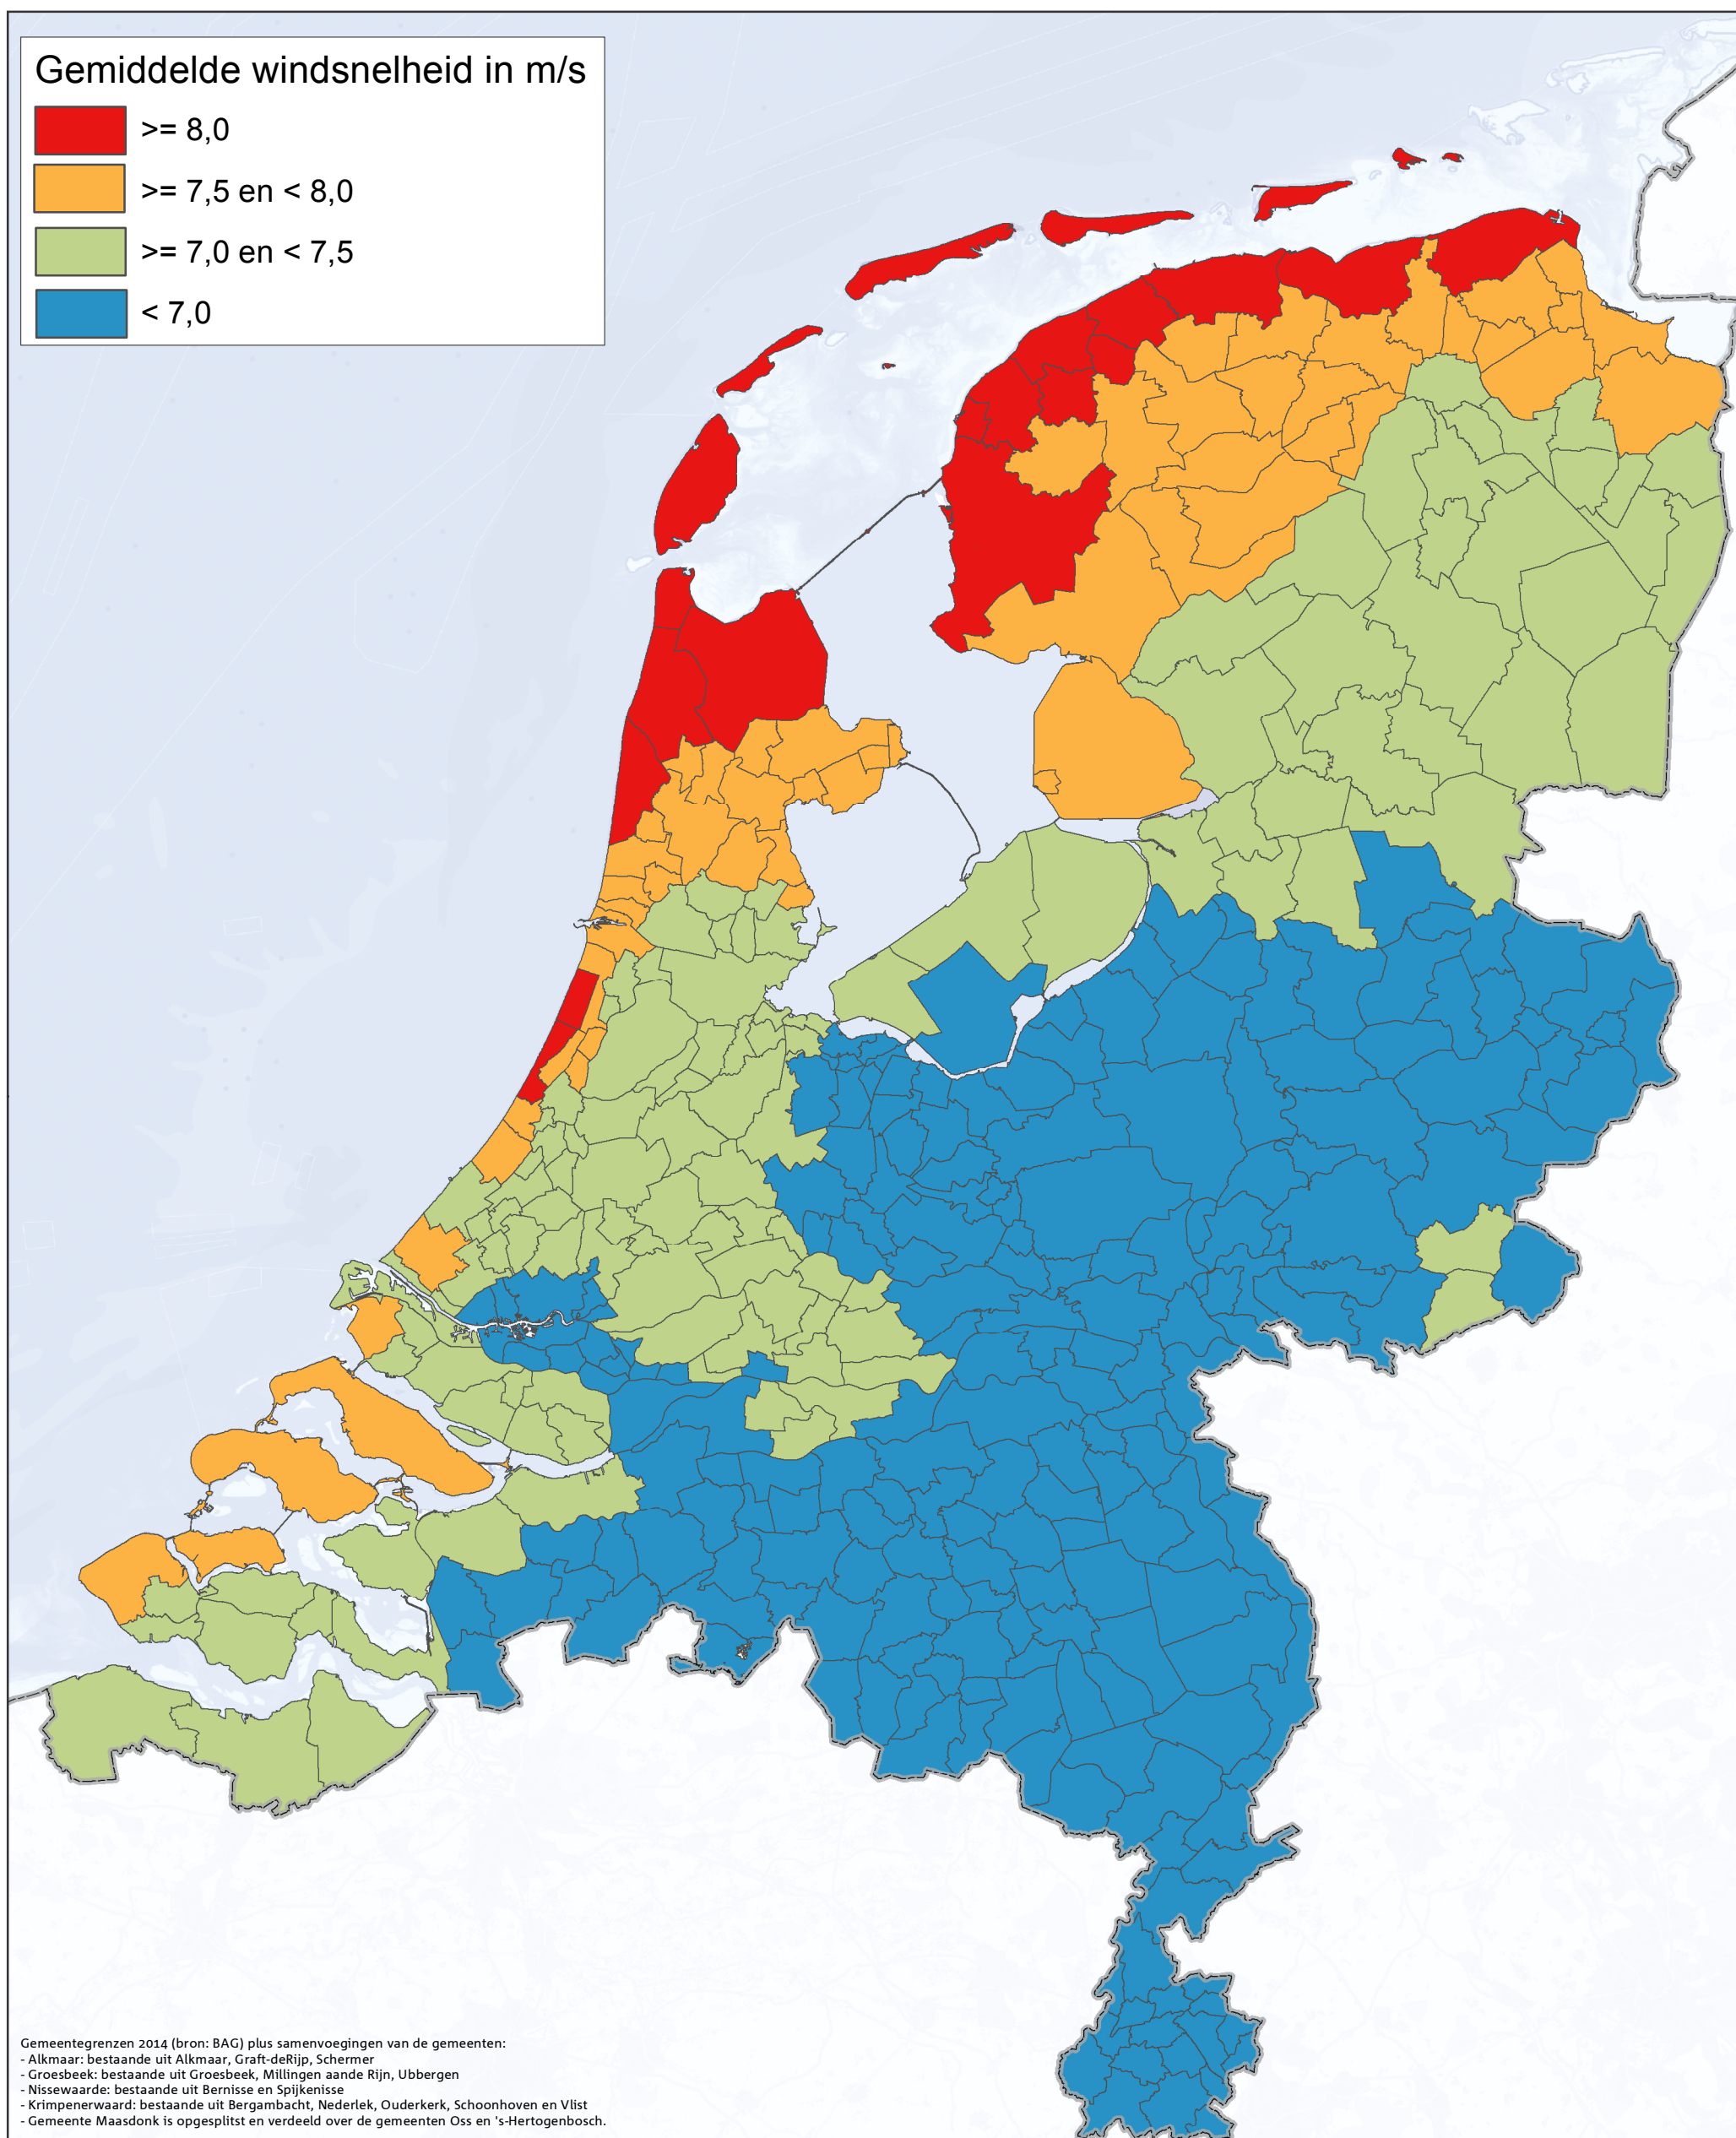 Gemiddelde windsnelheid in m/s
>= 8,0
>= 7,5 en < 8,0
>= 7,0 en < 7,5
< 7,0
Gemeentegrenzen 2014 (bron: BAG) plus samenvoegingen van de gemeenten:
- Alkmaar: bestaande uit Alkmaar, Graft-deRijp, Schermer
- Groesbeek: bestaande uit Groesbeek, Millingen aande Rijn, Ubbergen
- Nissewaarde: bestaande uit Bernisse en Spijkenisse
- Krimpenerwaard: bestaande uit Bergambacht, Nederlek, Ouderkerk, Schoonhoven en Vlist
- Gemeente Maasdonk is opgesplitst en verdeeld over de gemeenten Oss en 's-Hertogenbosch.